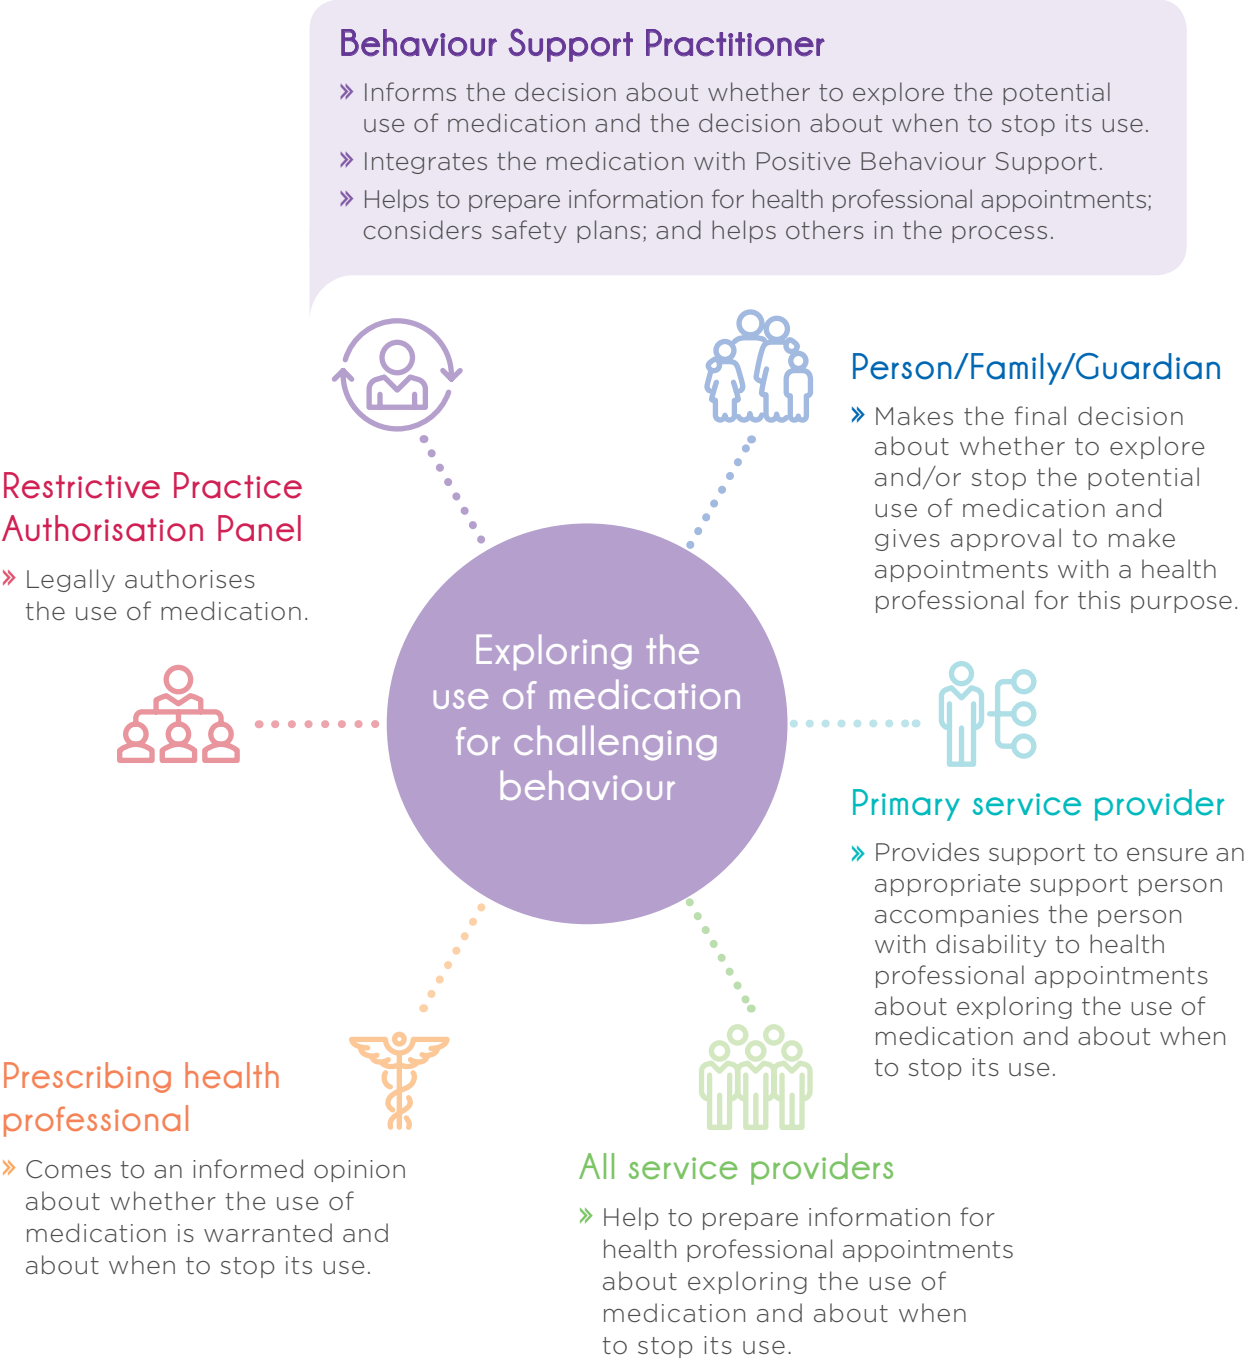 Behaviour Support Practitioner
» Informs the decision about whether to explore the potential
use of medication and the decision about when to stop its use.
» Integrates the medication with Positive Behaviour Support.
» Helps to prepare information for health professional appointments;
considers safety plans; and helps others in the process.
Person/Family/Guardian
» Makes the final decision
about whether to explore
and/or stop the potential
use of medication and
gives approval to make
appointments with a health
professional for this purpose.
Restrictive Practice
Authorisation Panel
» Legally authorises
the use of medication.
Exploring the
use of medication
for challenging
behaviour
Primary service provider
» Provides support to ensure an
appropriate support person
accompanies the person
with disability to health
professional appointments
about exploring the use of
medication and about when
to stop its use.
Prescribing health
professional
» Comes to an informed opinion
about whether the use of
medication is warranted and
about when to stop its use.
All service providers
» Help to prepare information for
health professional appointments
about exploring the use of
medication and about when
to stop its use.